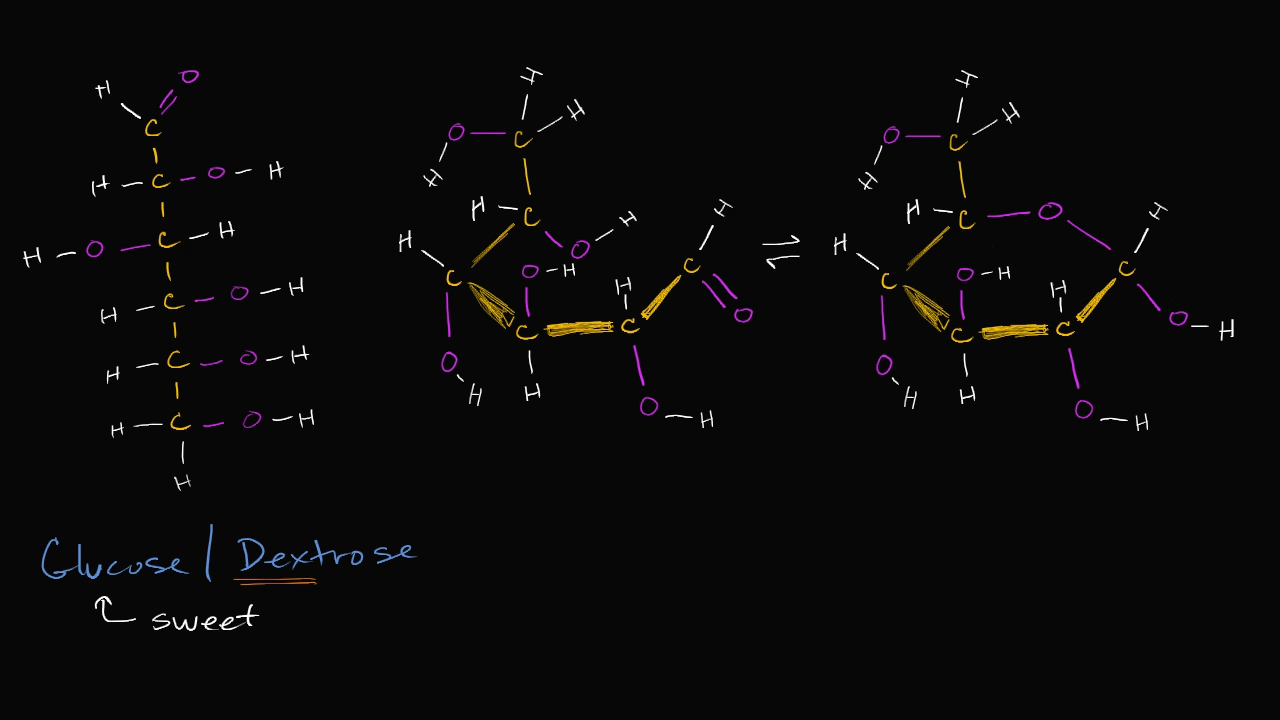 H O
C
H C O H
H O C H
H C O H
H C O H
H C O H
H
H
O C H
H
H C
H O H
H C O H C
H
C C O
O H H O H
H
O C H
H
H C O
H H
C O H C
H
C C O H
O H H O H
Glucose / Dextrose
sweet